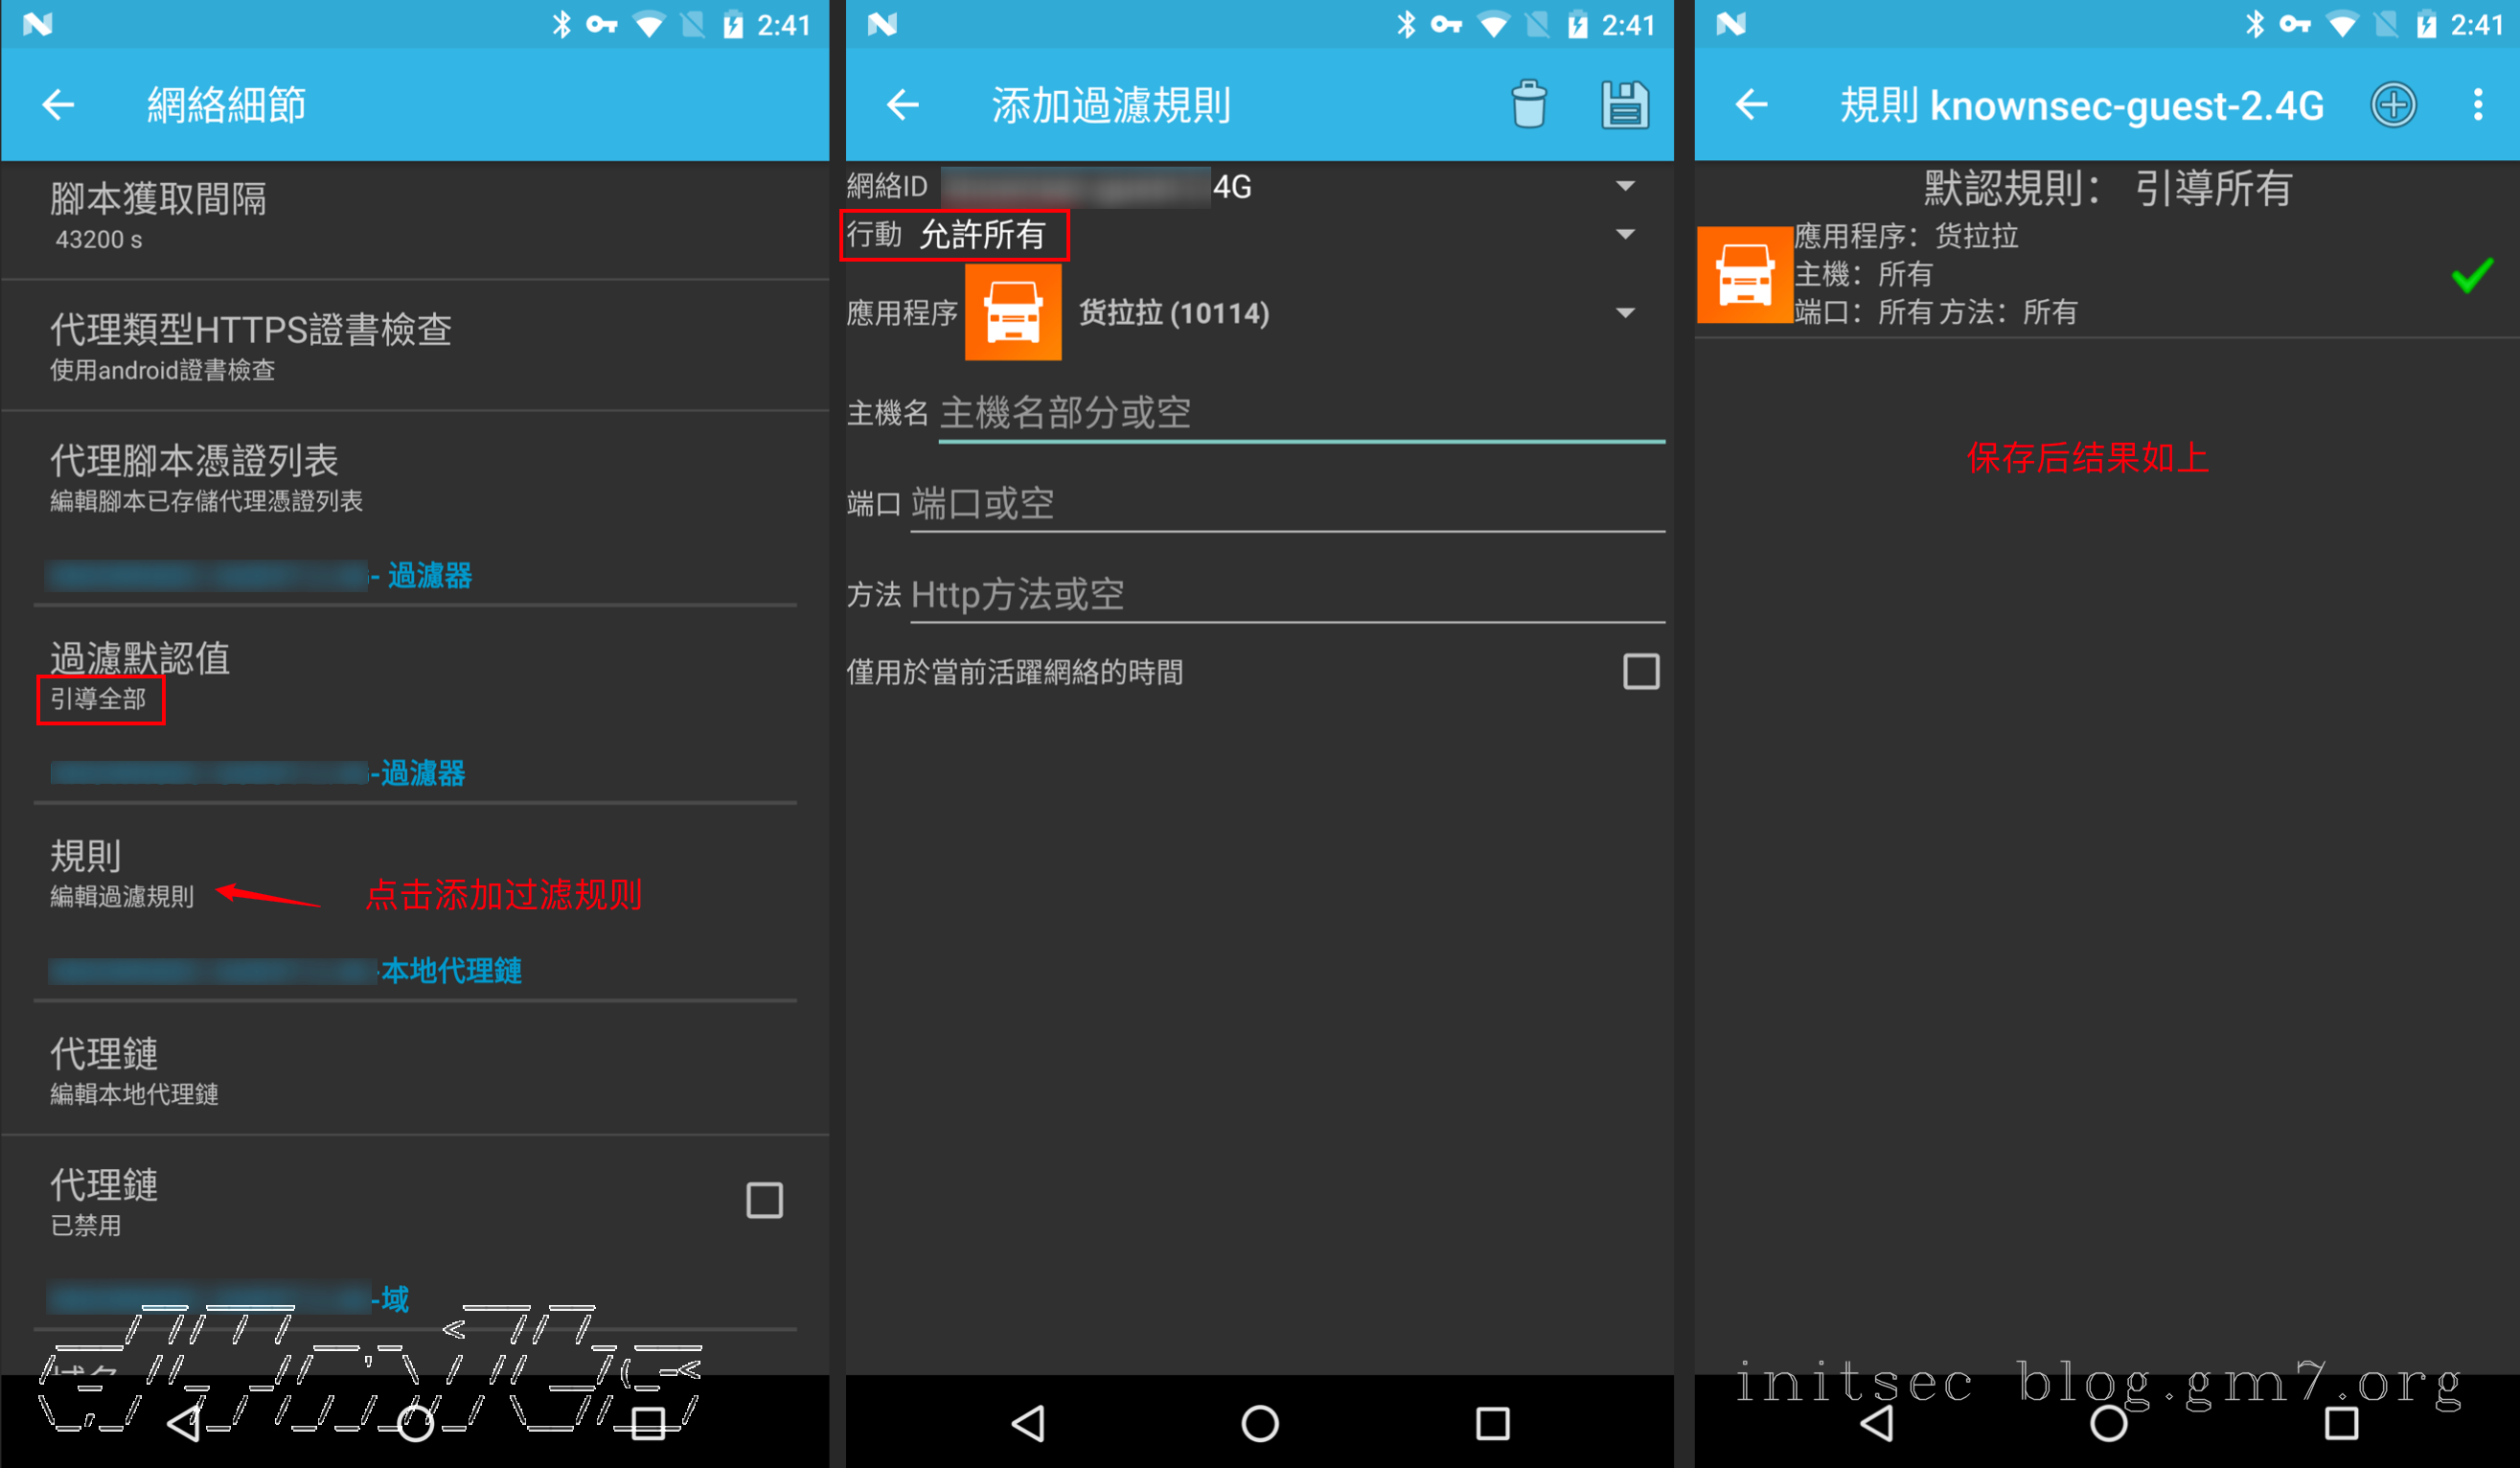 2:41
網絡細節
腳本獲取間隔
43200 s
代理類型HTTPS證書檢查
使用android證書檢查
代理腳本憑證列表
編輯腳本已存儲代理憑證列表
- 過濾器
過濾默認值
引導全部
-過濾器
規則
編輯過濾規則
点击添加过滤规则
-本地代理鏈
代理鏈
編輯本地代理鏈
代理鏈
已禁用
-域
2:41
添加過濾規則
網絡ID 4G
行動 允許所有
應用程序 货拉拉 (10114)
主機名 主機名部分或空
端口 端口或空
方法 Http方法或空
僅用於當前活躍網絡的時間
2:41
規則 knownsec-guest-2.4G
默認規則： 引導所有
應用程序：货拉拉
主機：所有
端口：所有 方法：所有
保存后结果如上
initsec blog.gm7.org